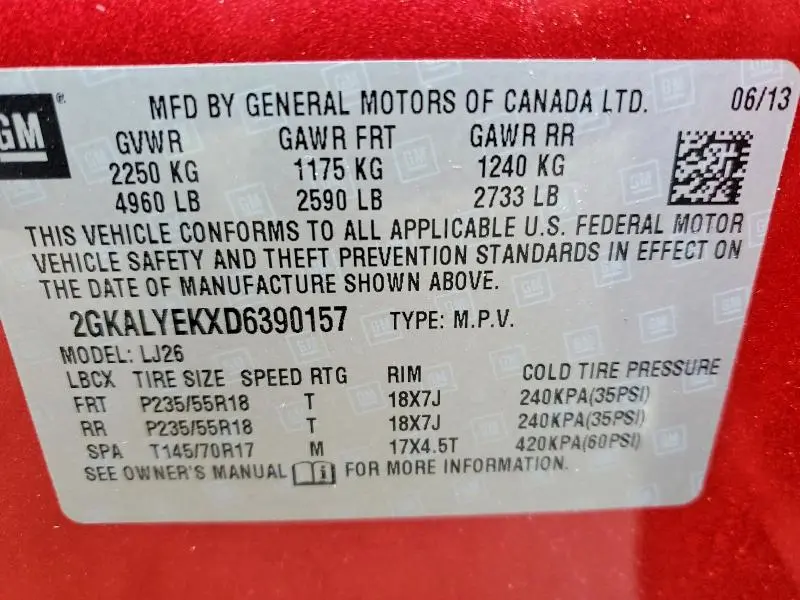 GM
MFD BY GENERAL MOTORS OF CANADA LTD. 06/13
GVWR GAWR FRT GAWR RR
2250 KG 1175 KG 1240 KG
4960 LB 2590 LB 2733 LB
THIS VEHICLE CONFORMS TO ALL APPLICABLE U.S. FEDERAL MOTOR
VEHICLE SAFETY AND THEFT PREVENTION STANDARDS IN EFFECT ON
THE DATE OF MANUFACTURE SHOWN ABOVE.
2GKALYEKXD6390157 TYPE: M.P.V.
MODEL: LJ26
LBCX TIRE SIZE SPEED RTG RIM COLD TIRE PRESSURE
FRT P235/55R18 T 18X7J 240KPA(35PSI)
RR P235/55R18 T 18X7J 240KPA(35PSI)
SPA T145/70R17 M 17X4.5T 420KPA(60PSI)
SEE OWNER'S MANUAL FOR MORE INFORMATION.